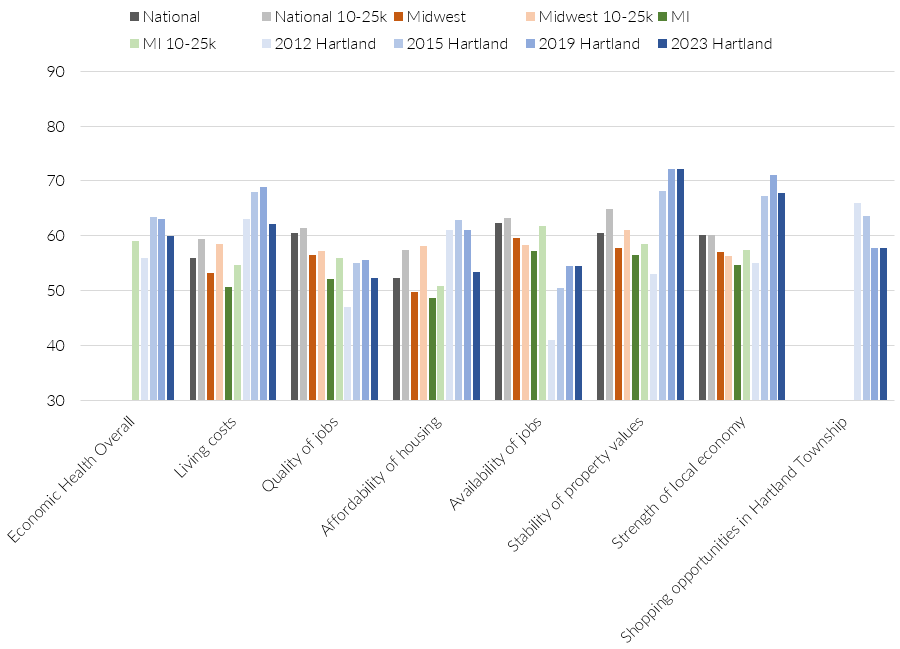 National National 10-25k Midwest Midwest 10-25k MI
MI 10-25k 2012 Hartland 2015 Hartland 2019 Hartland 2023 Hartland
90
80
70
60
50
40
30
Economic Health Overall
Living costs
Quality of jobs
Affordability of housing
Availability of jobs
Stability of property values
Strength of local economy
Shopping opportunities in Hartland Township